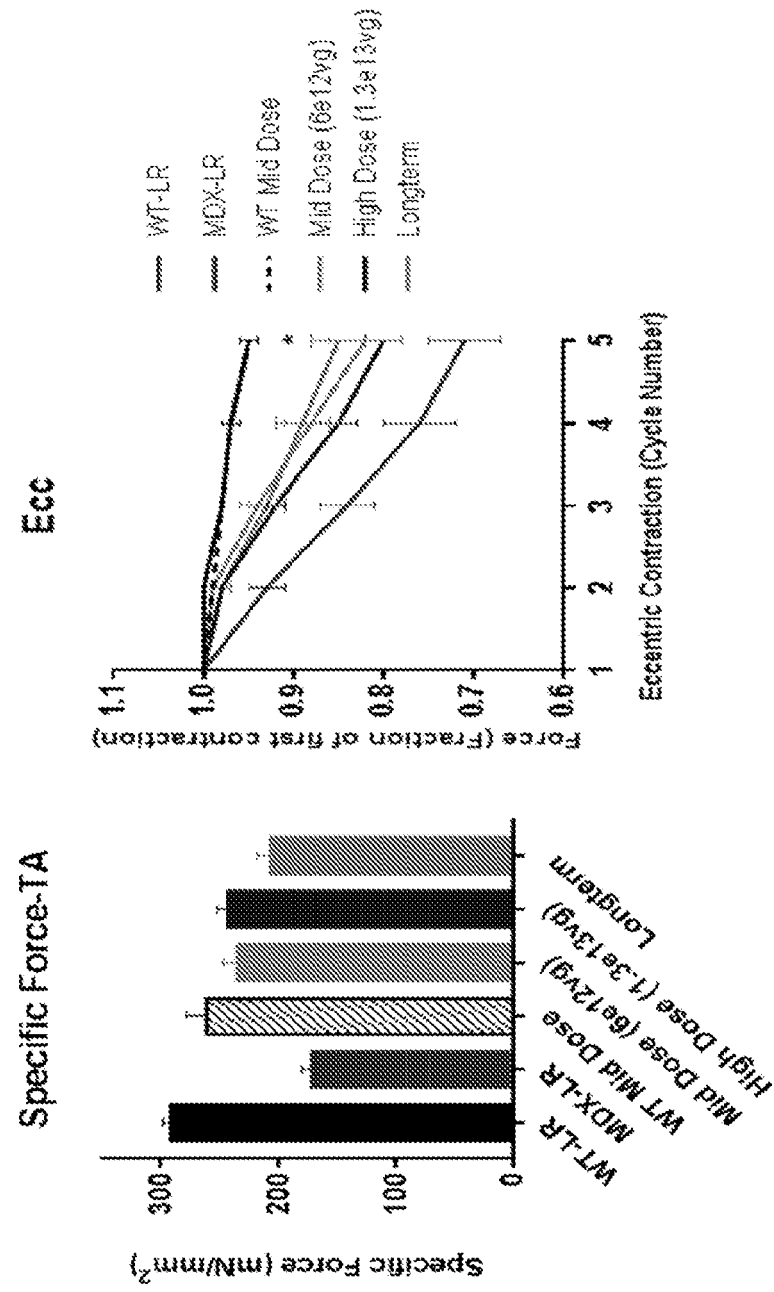 Specific Force-TA
Specific Force (mN/mm²)
300
200
100
0
WT-LR
MDX-LR
WT Mid Dose
Mid Dose (6e12vg)
High Dose (1.3e13vg)
Longterm
Ecc
Force (Fraction of first contraction)
1.1
1.0
0.9
0.8
0.7
0.6
1 2 3 4 5
*
Eccentric Contraction (Cycle Number)
WT-LR
MDX-LR
WT Mid Dose
Mid Dose (6e12vg)
High Dose (1.3e13vg)
Longterm